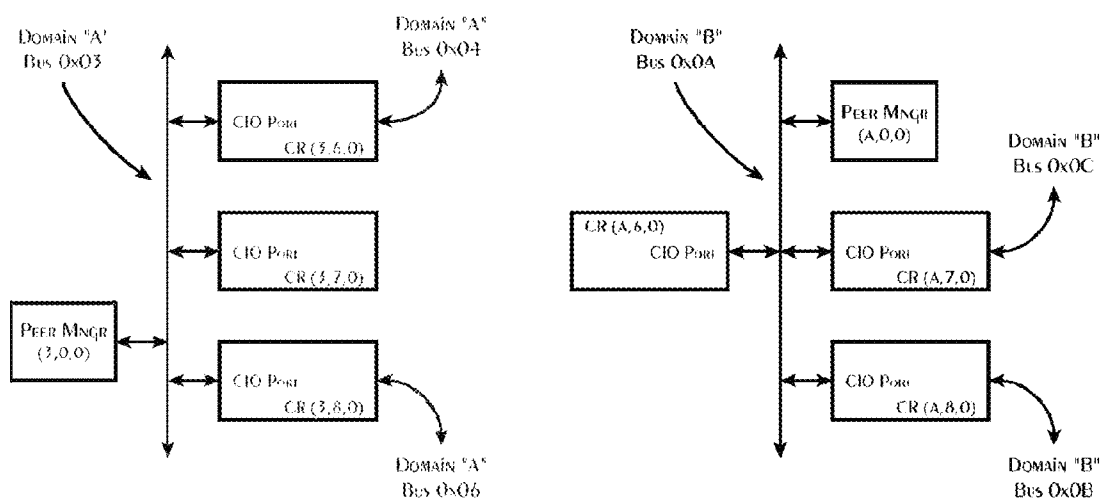 DOMAIN "A"
BUS 0x03
DOMAIN "A"
BUS 0x04
CIO PORT
CR (3,6,0)
CIO PORT
CR (3,7,0)
PEER MNGR
(3,0,0)
CIO PORT
CR (3,8,0)
DOMAIN "A"
BUS 0x06
DOMAIN "B"
BUS 0x0A
PEER MNGR
(A,0,0)
DOMAIN "B"
BUS 0x0C
CR (A,6,0)
CIO PORT
CIO PORT
CR (A,7,0)
CIO PORT
CR (A,8,0)
DOMAIN "B"
BUS 0x0B